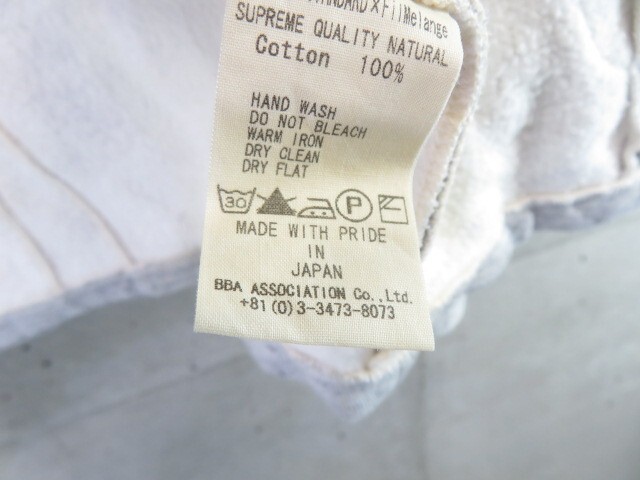 ×FilMelange
SUPREME QUALITY NATURAL
Cotton 100%
HAND WASH
DO NOT BLEACH
WARM IRON
DRY CLEAN
DRY FLAT
30 P
MADE WITH PRIDE
IN
JAPAN
BBA ASSOCIATION Co.,Ltd.
+81(0)3-3473-8073